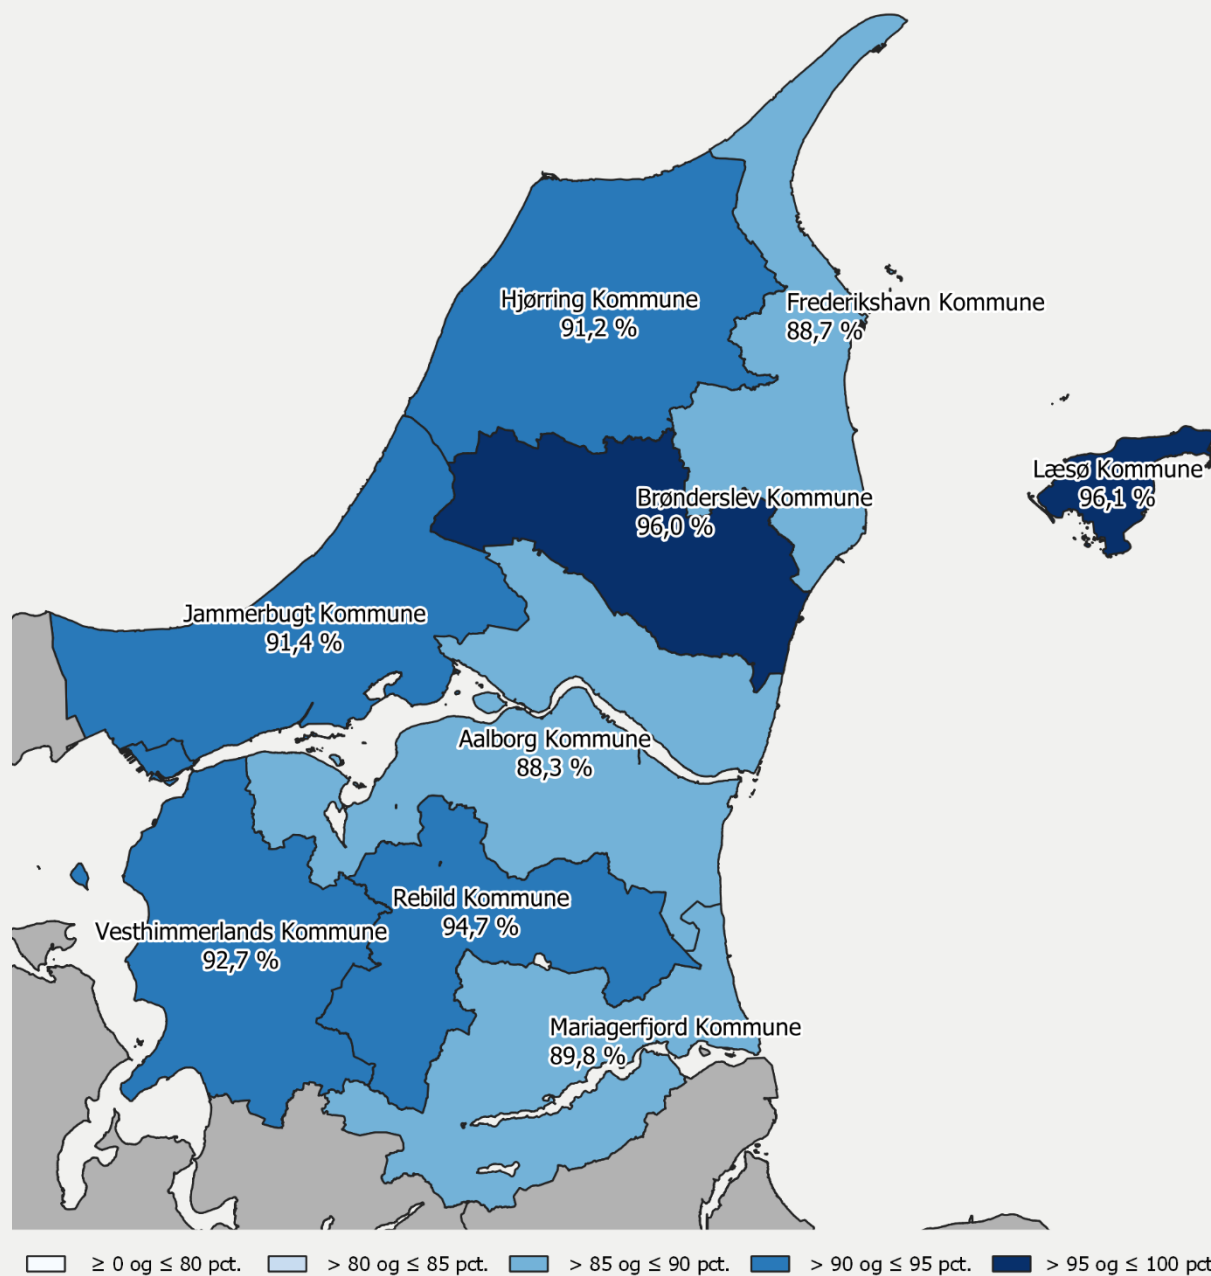 Hjørring Kommune
91,2 %
Frederikshavn Kommune
88,7 %
Læsø Kommune
96,1 %
Brønderslev Kommune
96,0 %
Jammerbugt Kommune
91,4 %
Aalborg Kommune
88,3 %
Rebild Kommune
94,7 %
Vesthimmerlands Kommune
92,7 %
Mariagerfjord Kommune
89,8 %
≥ 0 og ≤ 80 pct. > 80 og ≤ 85 pct. > 85 og ≤ 90 pct. > 90 og ≤ 95 pct. > 95 og ≤ 100 pct